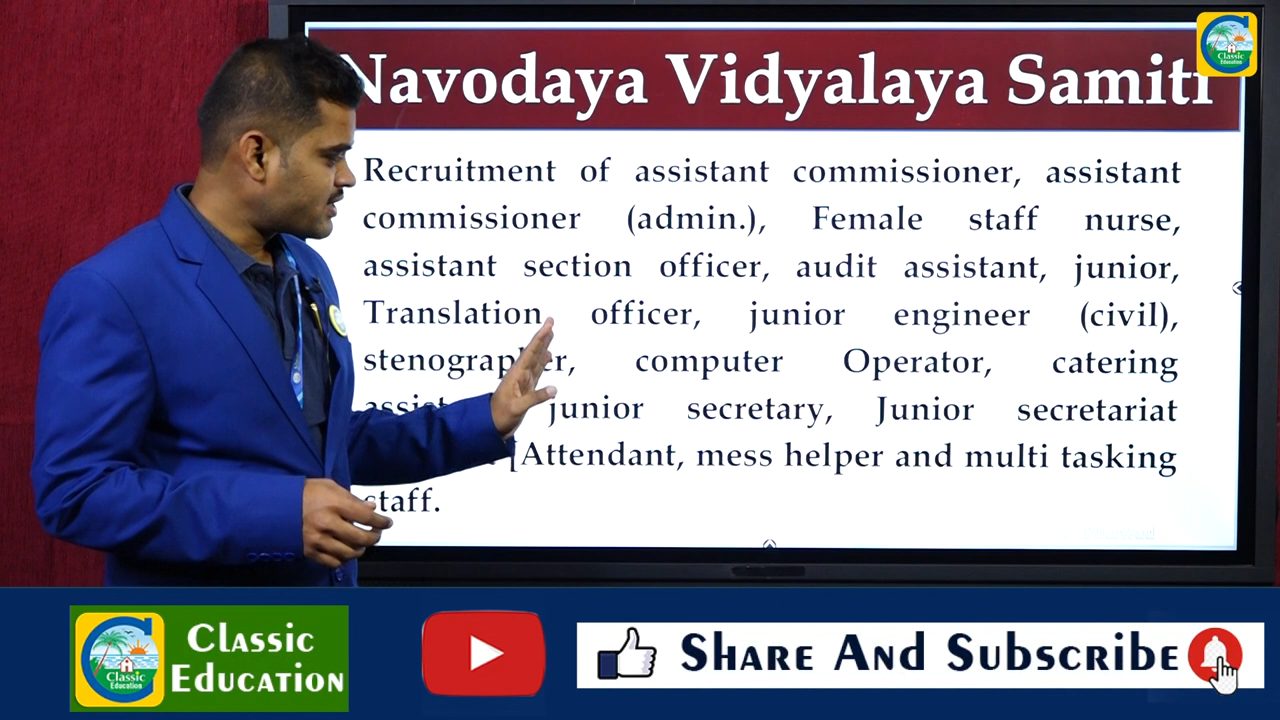 Navodaya Vidyalaya Samiti
Classic
Education
Recruitment of assistant commissioner, assistant
commissioner (admin.), Female staff nurse,
assistant section officer, audit assistant, junior,
Translation officer, junior engineer (civil),
stenographer, computer Operator, catering
junior secretary, Junior secretariat
[Attendant, mess helper and multi tasking
staff.
Classic
Education
Classic
Education
Share And Subscribe